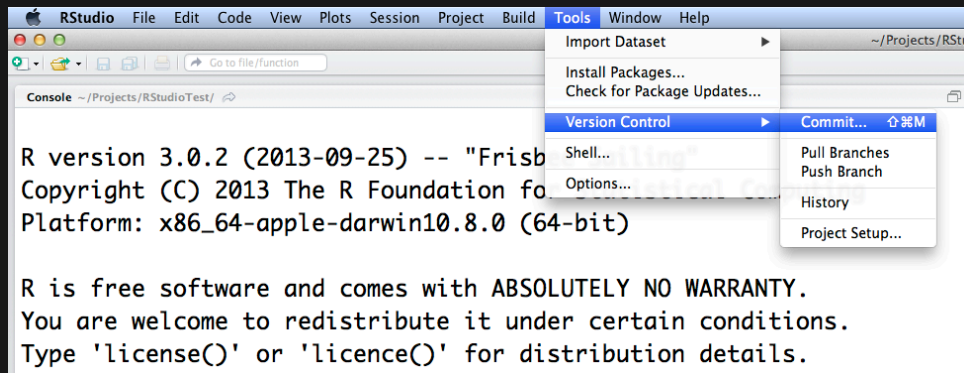 RStudio File Edit Code View Plots Session Project Build Tools Window Help
~/Projects/RStu
Go to file/function
Console ~/Projects/RStudioTest/
Import Dataset
Install Packages...
Check for Package Updates...
Version Control
Shell...
Options...
Commit... ⇧⌘M
Pull Branches
Push Branch
History
Project Setup...
R version 3.0.2 (2013-09-25) -- "Frisbee Sailing"
Copyright (C) 2013 The R Foundation for Statistical Computing
Platform: x86_64-apple-darwin10.8.0 (64-bit)
R is free software and comes with ABSOLUTELY NO WARRANTY.
You are welcome to redistribute it under certain conditions.
Type 'license()' or 'licence()' for distribution details.